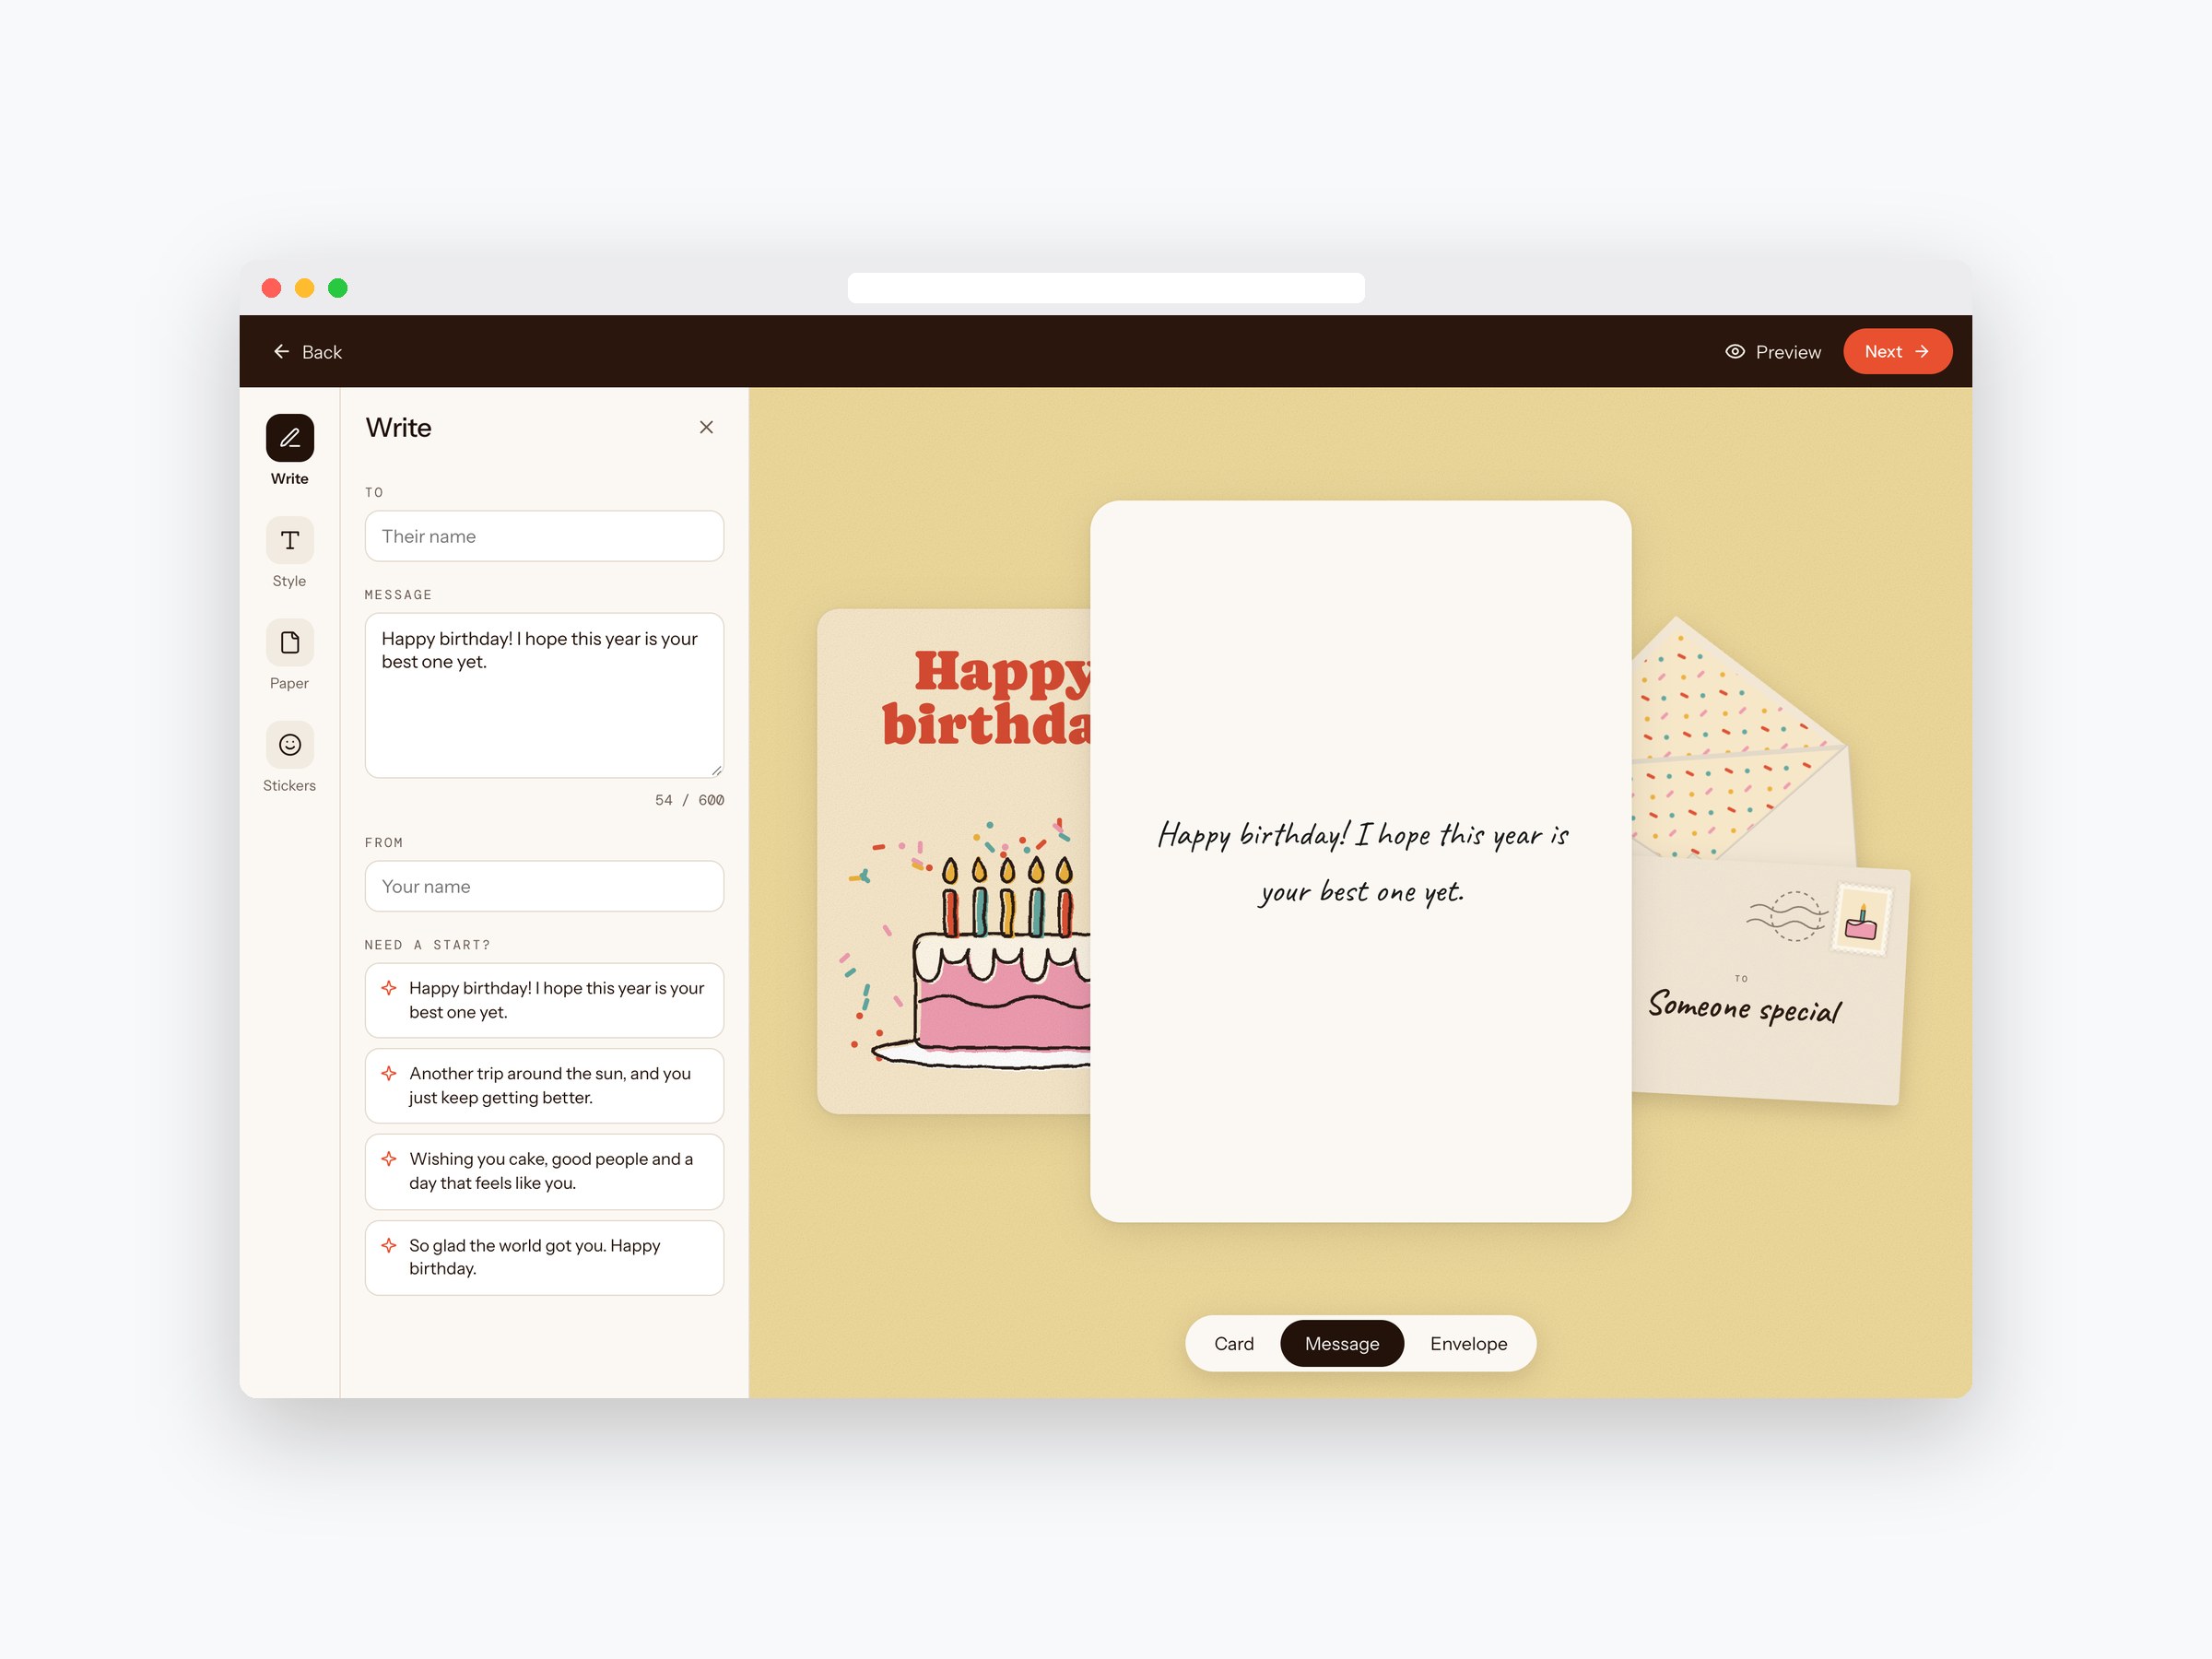 Back
Preview
Next
Write
Style
Paper
Stickers
Write
TO
Their name
MESSAGE
Happy birthday! I hope this year is your
best one yet.
54 / 600
FROM
Your name
NEED A START?
Happy birthday! I hope this year is your
best one yet.
Another trip around the sun, and you
just keep getting better.
Wishing you cake, good people and a
day that feels like you.
So glad the world got you. Happy
birthday.
Happy
birthda
Happy birthday! I hope this year is
your best one yet.
TO
Someone special
Card
Message
Envelope